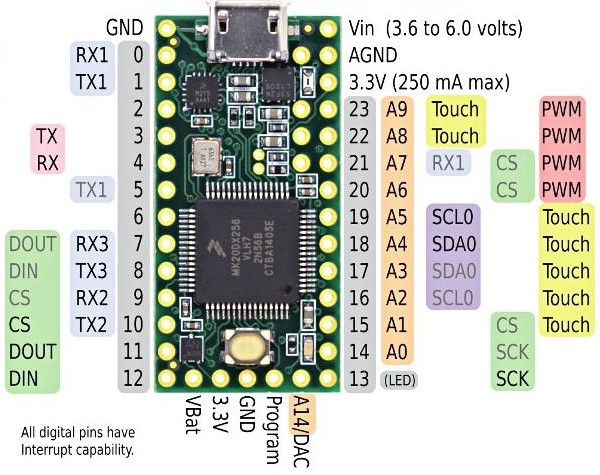 GND Vin (3.6 to 6.0 volts)
RX1 0 AGND
TX1 1 3.3V (250 mA max)
2 23 A9 Touch PWM
TX 3 22 A8 Touch PWM
RX 4 21 A7 RX1 CS PWM
TX1 5 20 A6 CS PWM
6 19 A5 SCL0 Touch
DOUT RX3 7 18 A4 SDA0 Touch
DIN TX3 8 17 A3 SDA0 Touch
CS RX2 9 16 A2 SCL0 Touch
CS TX2 10 15 A1 CS Touch
DOUT 11 14 A0 SCK
DIN 12 13 (LED) SCK
MK20DX256
VLH7
CTBA1405E
VBat
3.3V
GND
Program
A14/DAC
All digital pins have
Interrupt capability.